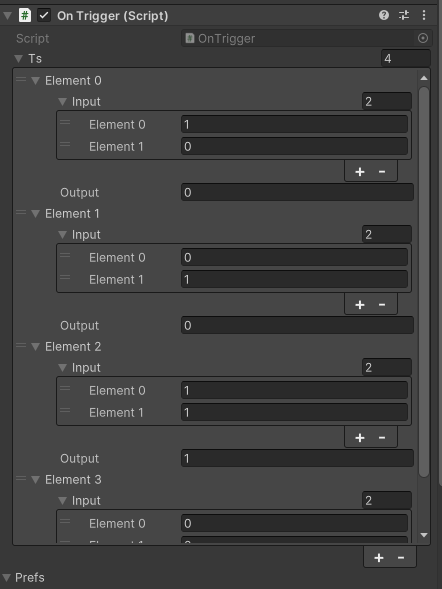 On Trigger (Script)
Script OnTrigger
Ts 4
Element 0
Input 2
Element 0 1
Element 1 0
+ -
Output 0
Element 1
Input 2
Element 0 0
Element 1 1
+ -
Output 0
Element 2
Input 2
Element 0 1
Element 1 1
+ -
Output 1
Element 3
Input 2
Element 0 0
+ -
Prefs